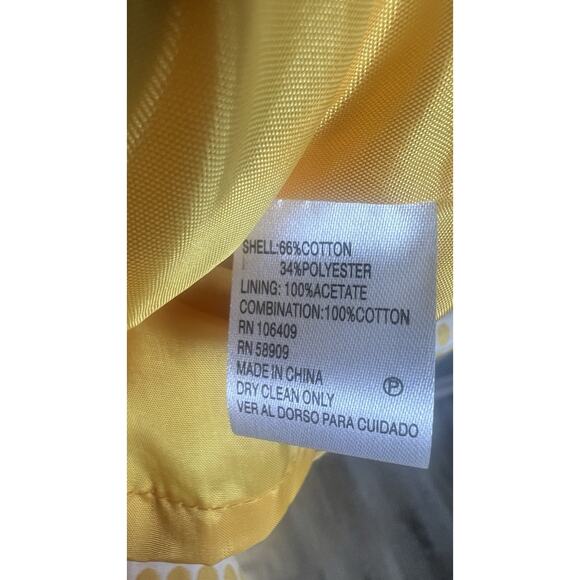 SHELL:66%COTTON
34%POLYESTER
LINING: 100%ACETATE
COMBINATION:100%COTTON
RN 106409
RN 58909
MADE IN CHINA
DRY CLEAN ONLY
P
VER AL DORSO PARA CUIDADO